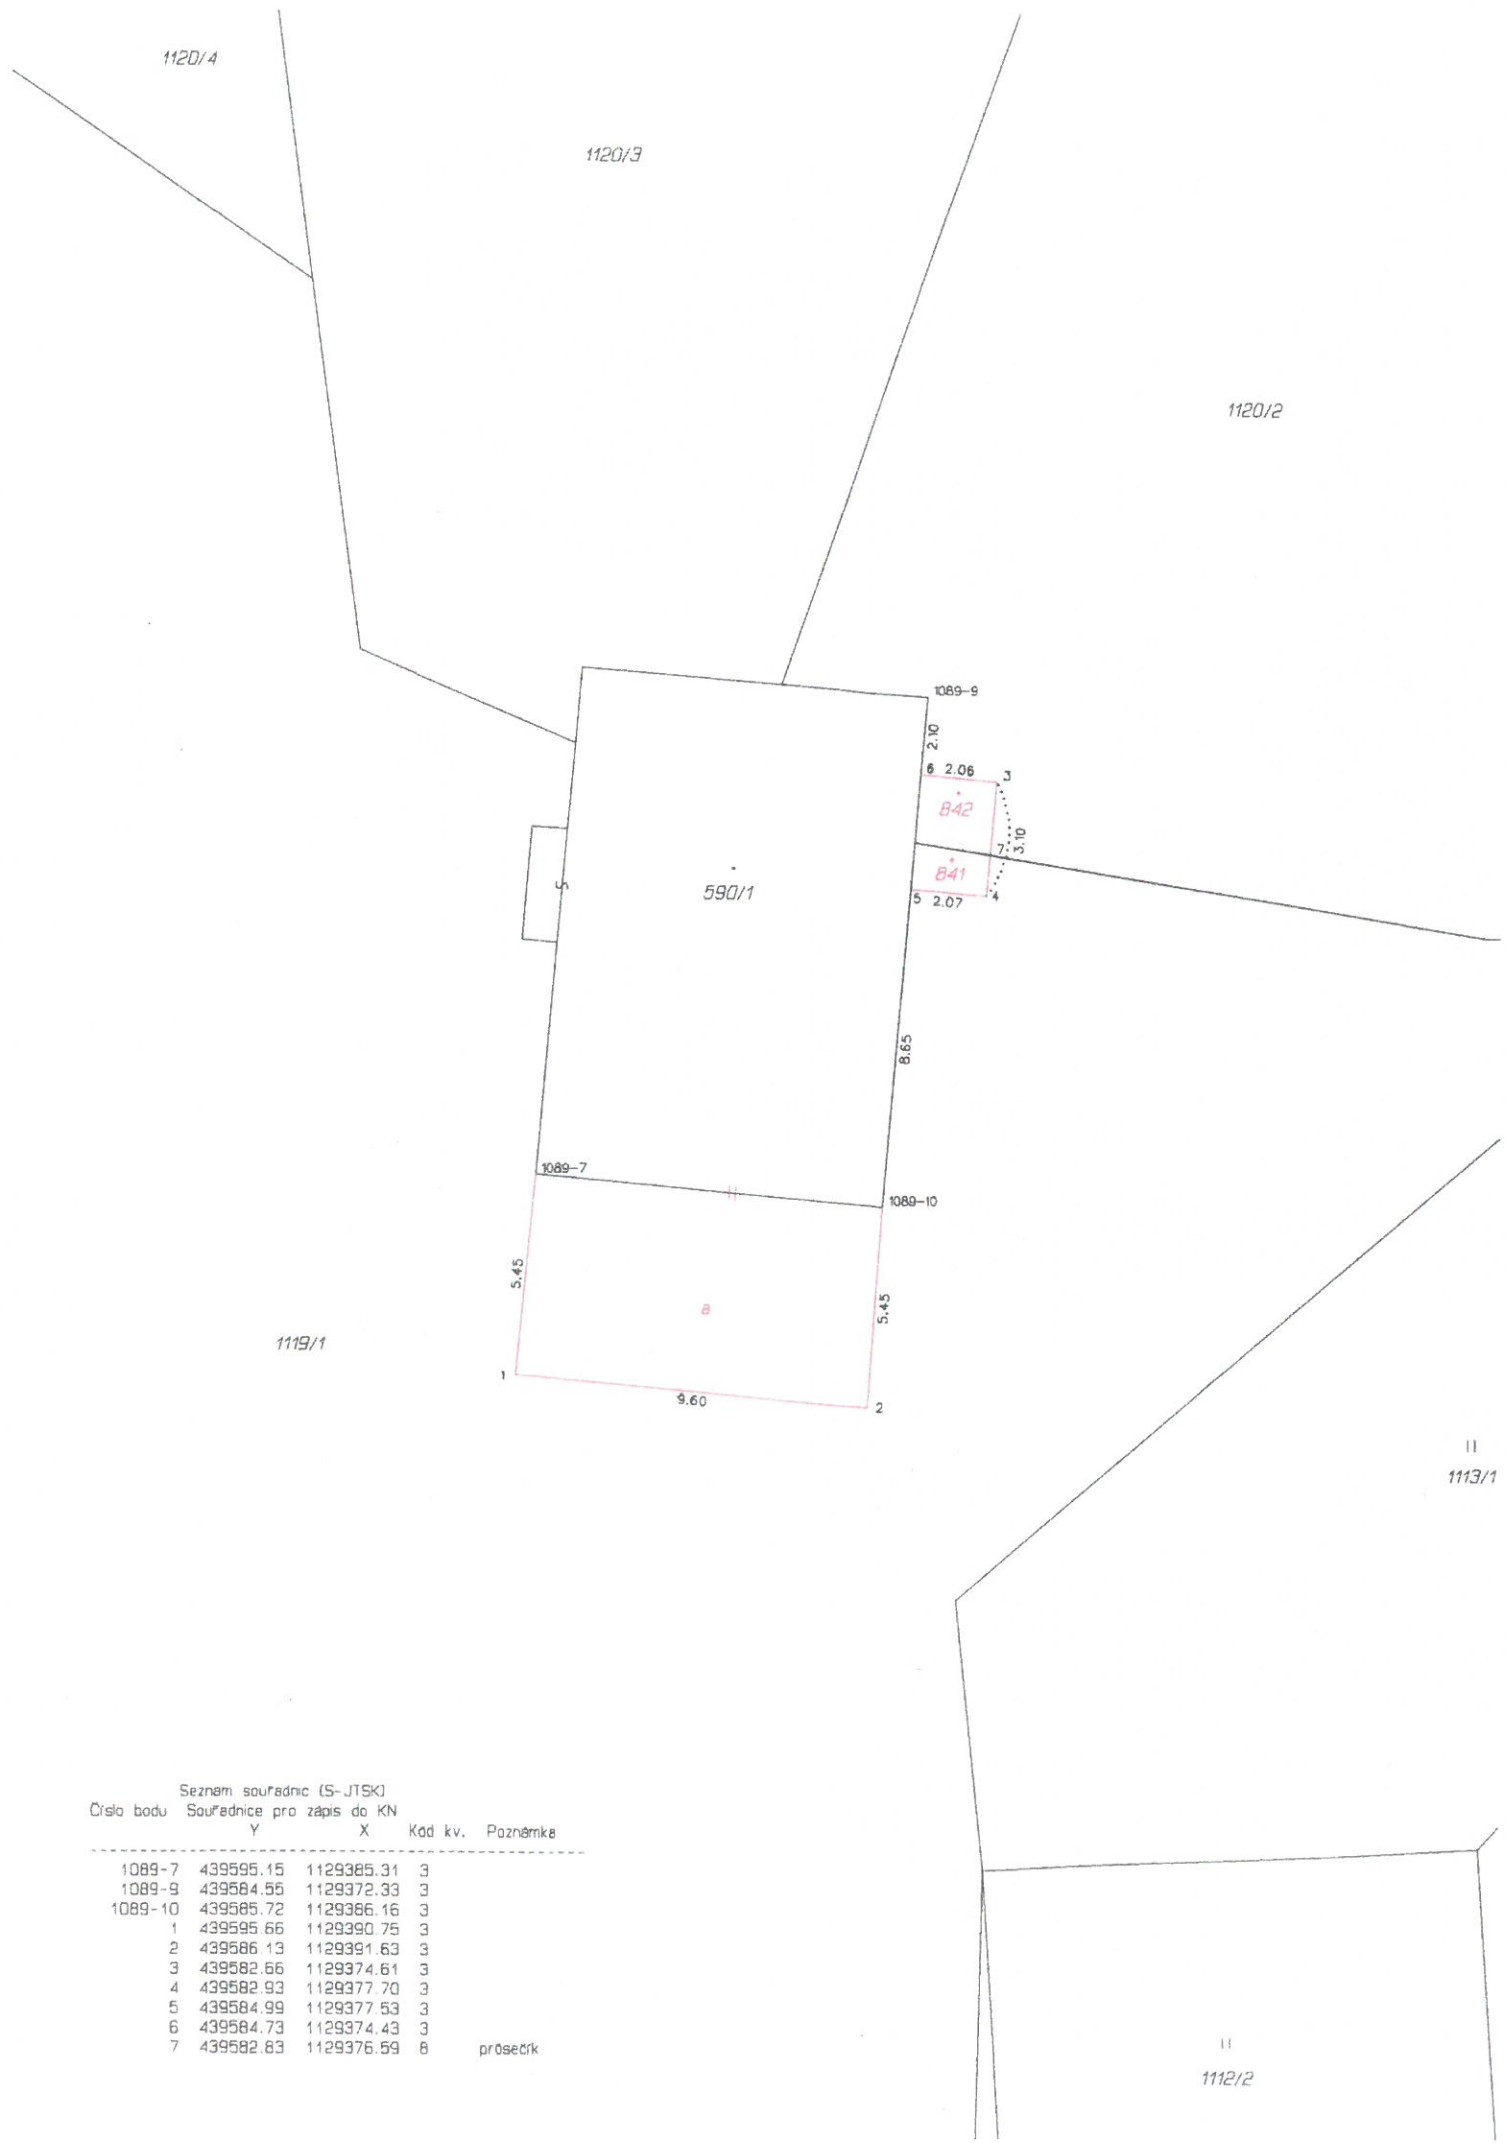 1120/4
1120/3
1120/2
1089-9
2.10
6 2.06 3
842
3.10
7
841
5 2.07 4
590/1
8.65
1089-7
1089-10
5.45
5.45
a
1119/1
1
9.60
2
1113/1
Seznam souřadnic (S-JTSK)
Číslo bodu Souřadnice pro zápis do KN
Y X Kód kv. Poznámka
1089-7 439595.15 1129385.31 3
1089-9 439584.55 1129372.33 3
1089-10 439585.72 1129386.16 3
1 439595.66 1129390.75 3
2 439586.13 1129391.63 3
3 439582.66 1129374.61 3
4 439582.93 1129377.70 3
5 439584.99 1129377.53 3
6 439584.73 1129374.43 3
7 439582.83 1129376.59 8 průsečík
1112/2